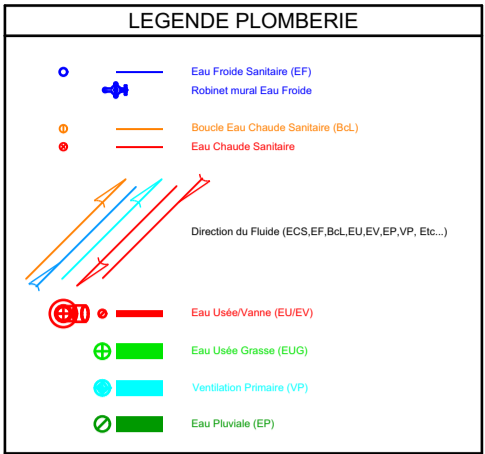 LEGENDE PLOMBERIE
Eau Froide Sanitaire (EF)
Robinet mural Eau Froide
Boucle Eau Chaude Sanitaire (BcL)
Eau Chaude Sanitaire
Direction du Fluide (ECS,EF,BcL,EU,EV,EP,VP, Etc...)
Eau Usée/Vanne (EU/EV)
Eau Usée Grasse (EUG)
Ventilation Primaire (VP)
Eau Pluviale (EP)